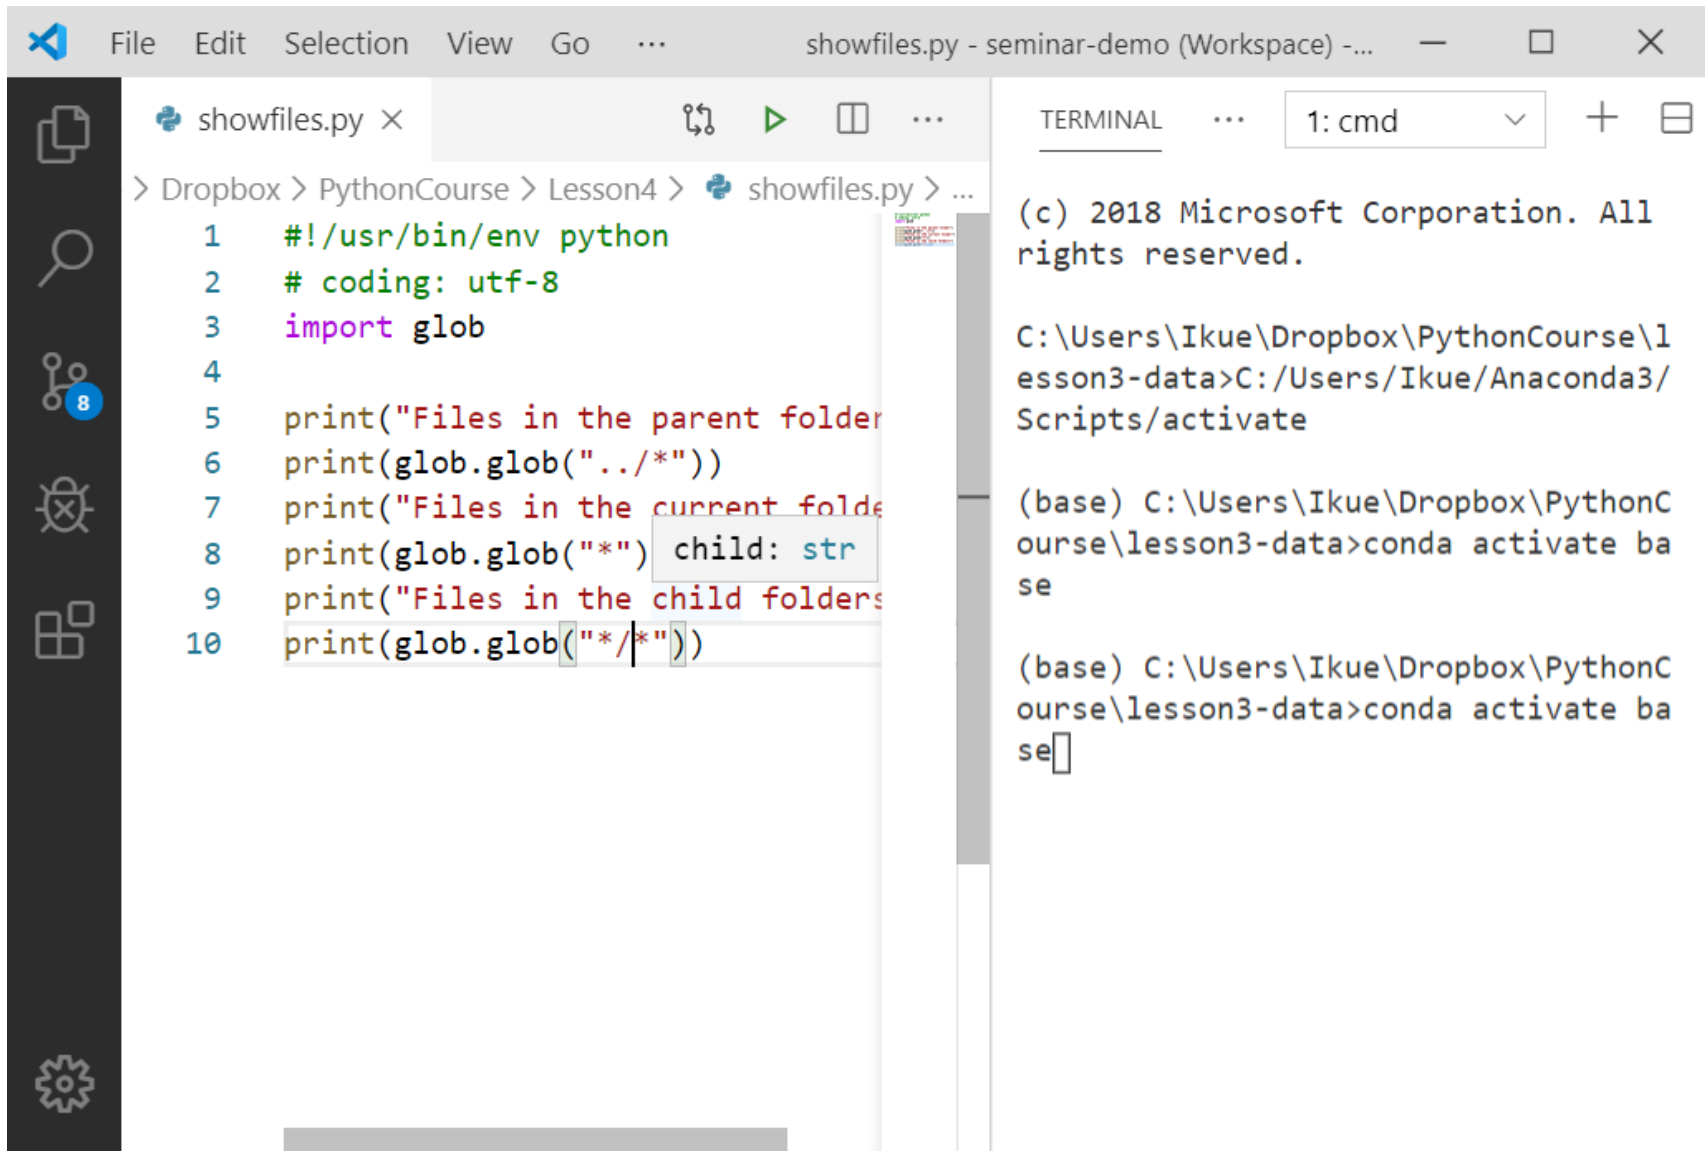 File Edit Selection View Go ··· showfiles.py - seminar-demo (Workspace) -...
showfiles.py
> Dropbox > PythonCourse > Lesson4 > showfiles.py > ...
1 #!/usr/bin/env python
2 # coding: utf-8
3 import glob
4
5 print("Files in the parent folder
6 print(glob.glob("../*"))
7 print("Files in the current folde
child: str
8 print(glob.glob("*")
9 print("Files in the child folders
10 print(glob.glob("*/*"))
8
TERMINAL ··· 1: cmd
(c) 2018 Microsoft Corporation. All
rights reserved.
C:\Users\Ikue\Dropbox\PythonCourse\l
esson3-data>C:/Users/Ikue/Anaconda3/
Scripts/activate
(base) C:\Users\Ikue\Dropbox\PythonC
ourse\lesson3-data>conda activate ba
se
(base) C:\Users\Ikue\Dropbox\PythonC
ourse\lesson3-data>conda activate ba
se